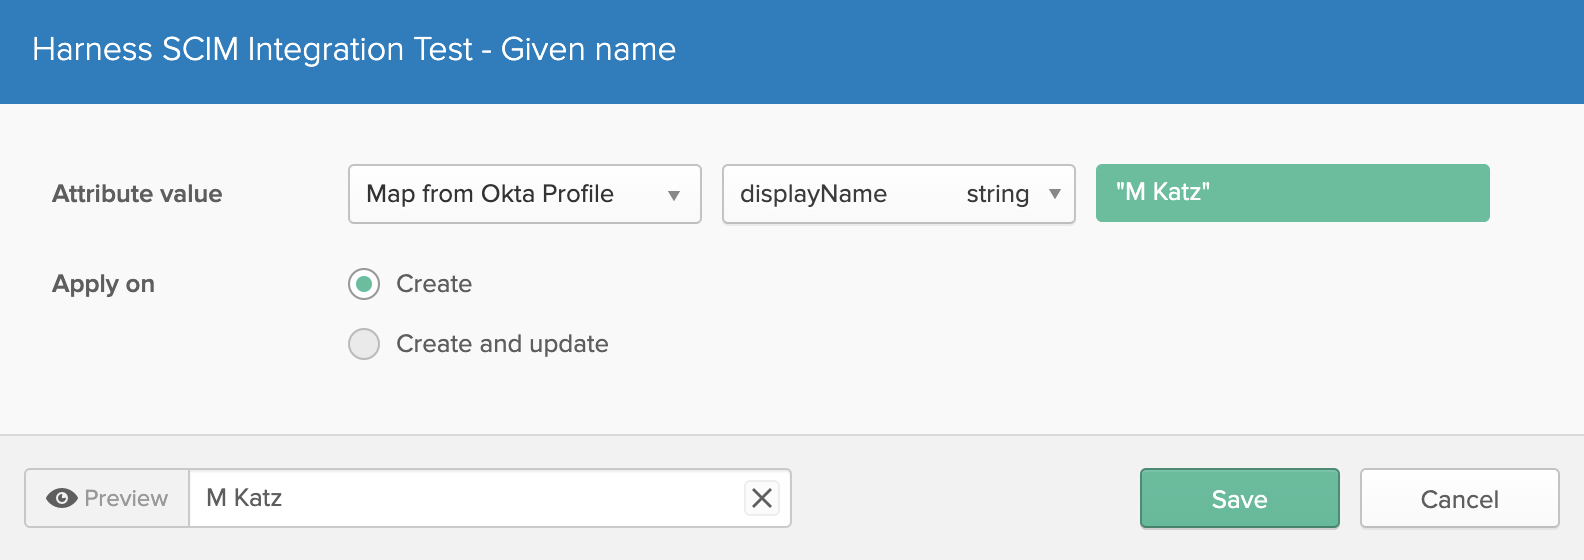 Harness SCIM Integration Test - Given name
Attribute value
Map from Okta Profile
displayName string
"M Katz"
Apply on
Create
Create and update
Preview
M Katz
Save
Cancel